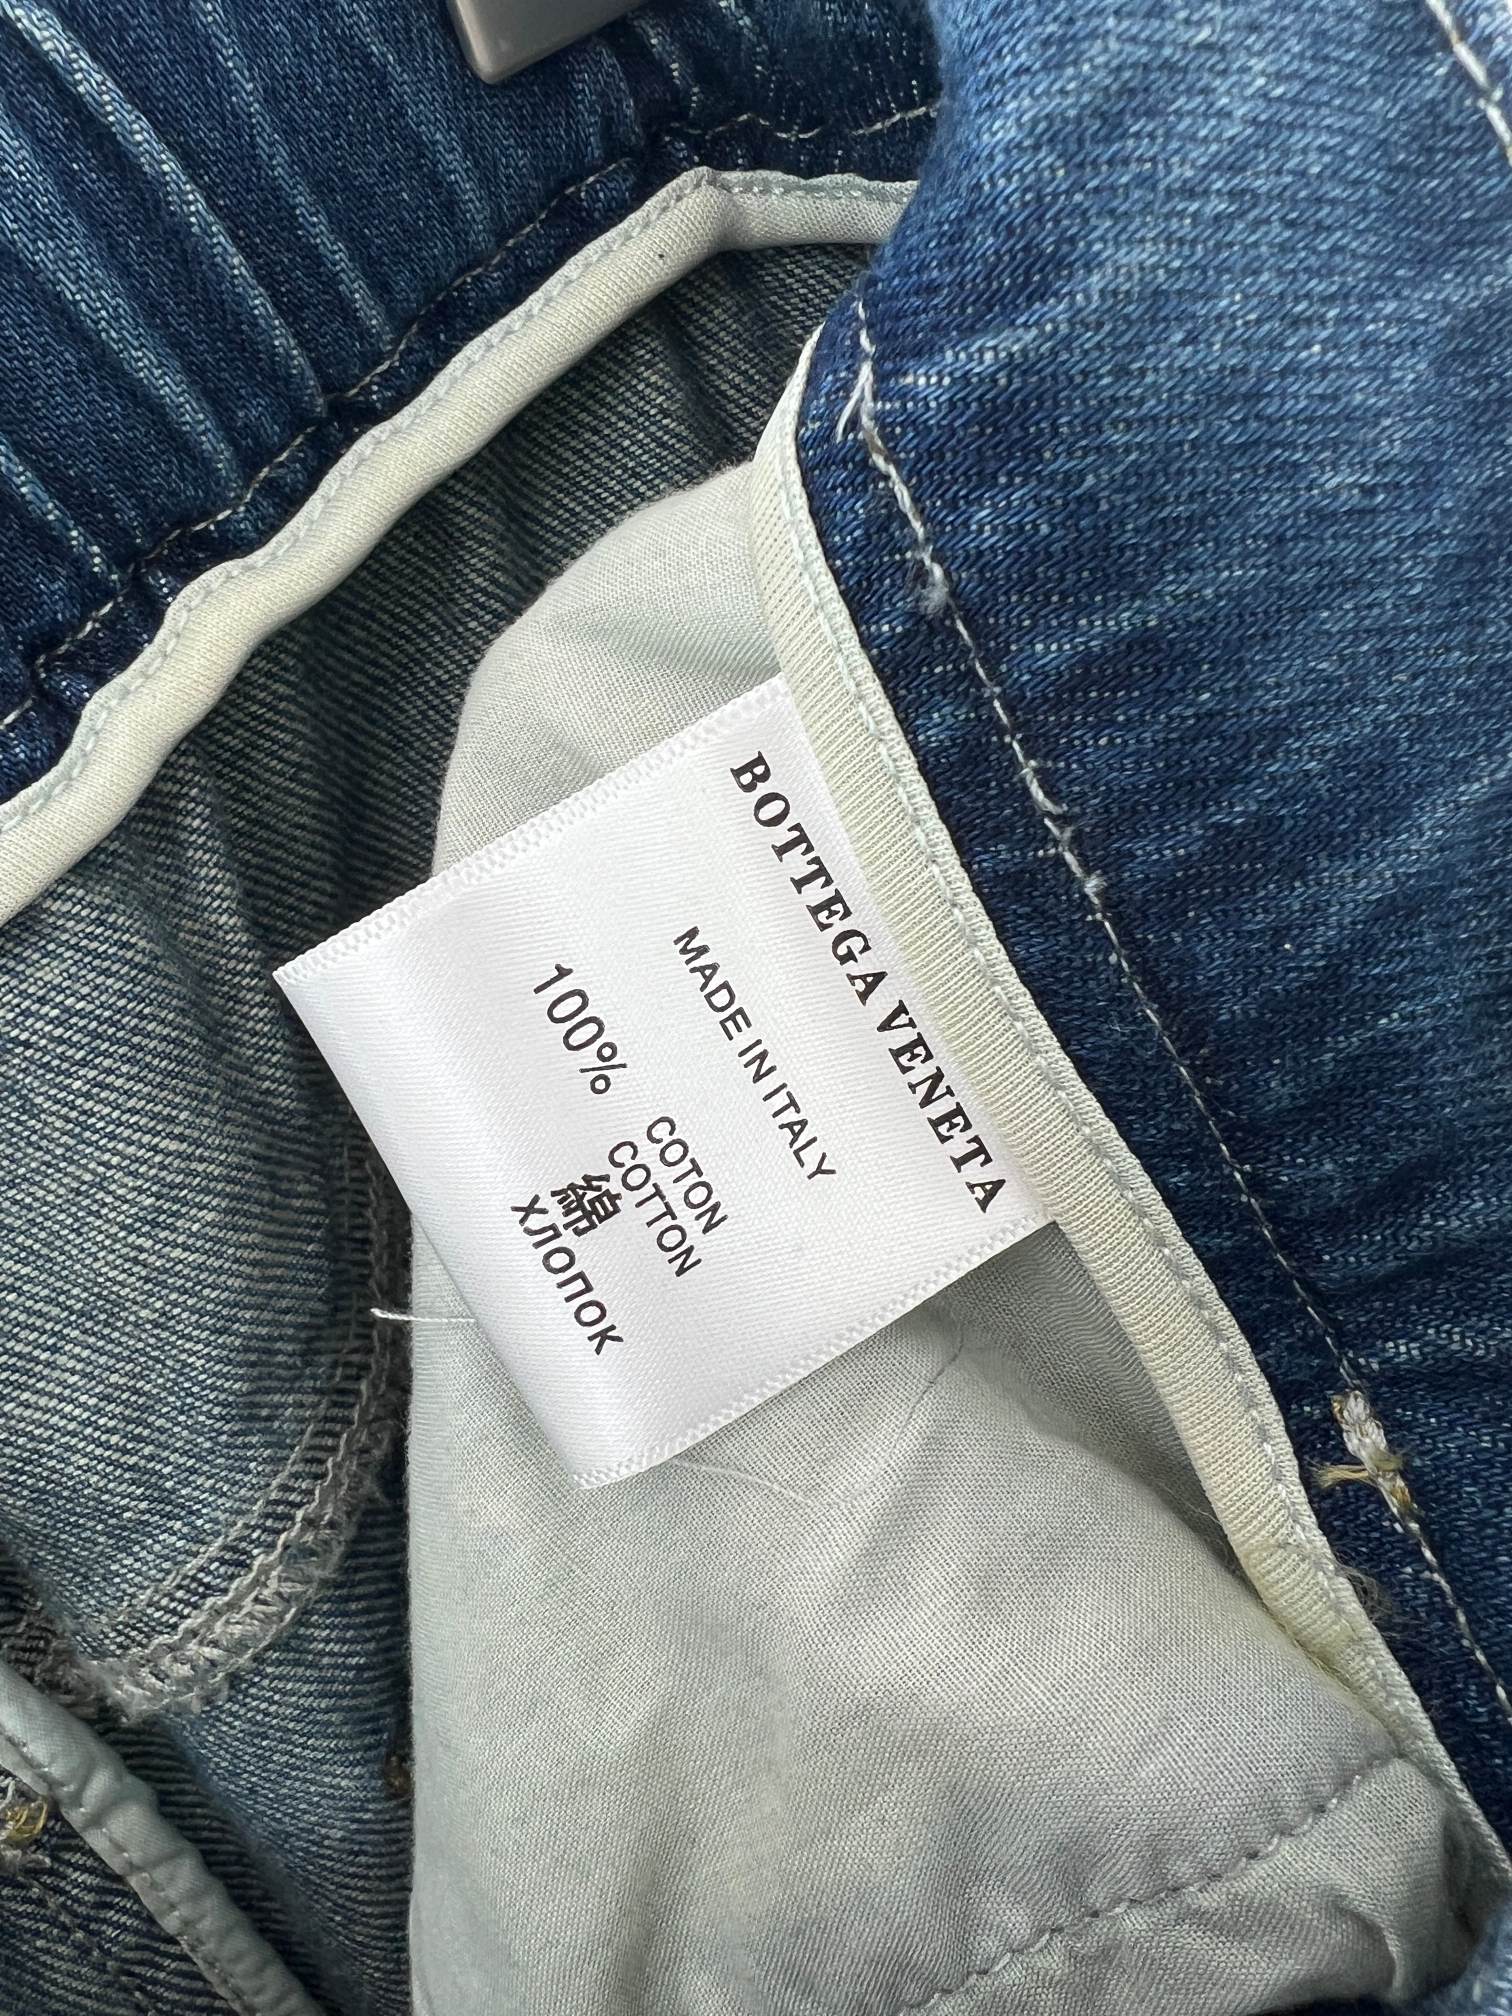 BOTTEGA VENETA
MADE IN ITALY
100% COTON
COTTON
綿
ХЛОПОК